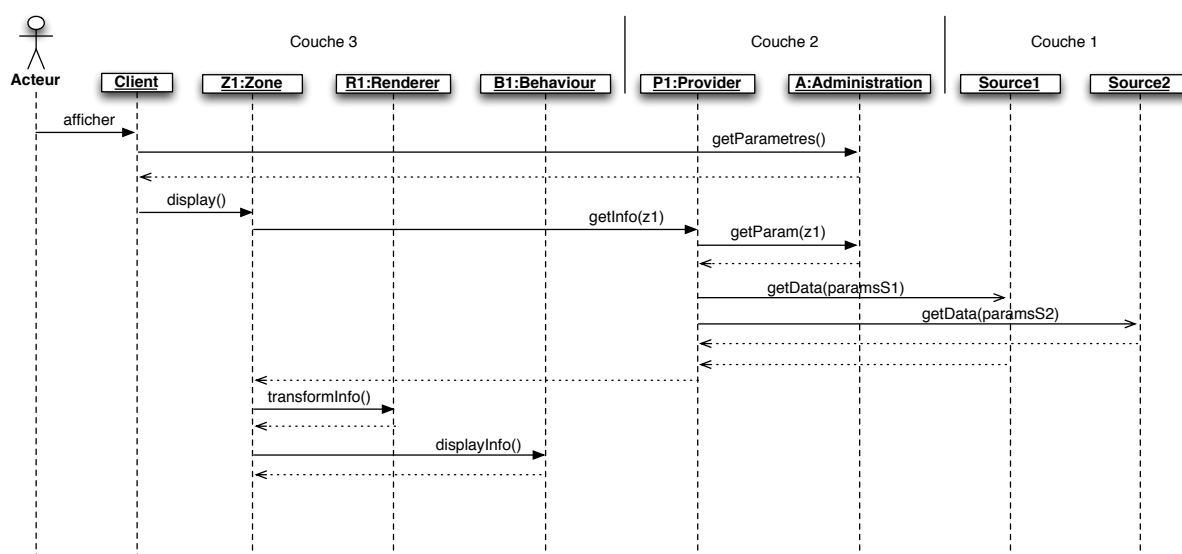 Couche 3
Couche 2
Couche 1
Acteur
Client
Z1:Zone
R1:Renderer
B1:Behaviour
P1:Provider
A:Administration
Source1
Source2
afficher
getParametres()
display()
getInfo(z1)
getParam(z1)
getData(paramsS1)
getData(paramsS2)
transformInfo()
displayInfo()